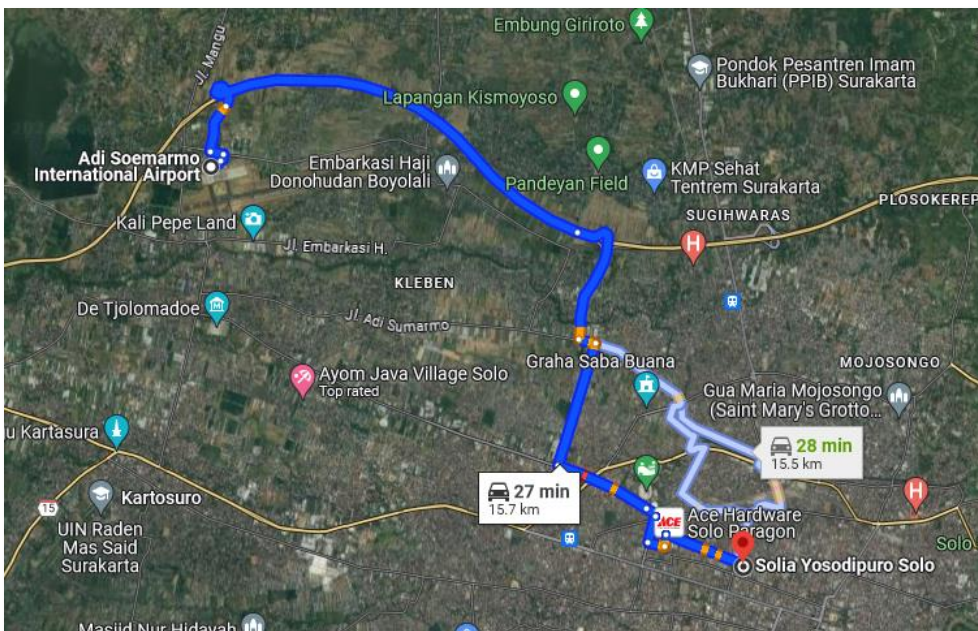 Embung Giriroto
Jl. Mangu
Pondok Pesantren Imam
Bukhari (PPIB) Surakarta
Lapangan Kismoyoso
Adi Soemarmo
International Airport
Embarkasi Haji
Donohudan Boyolali
Pandeyan Field
KMP Sehat
Tentrem Surakarta
PLOSOKEREP
SUGIHWARAS
Kali Pepe Land
Jl. Embarkasi H.
H
KLEBEN
De Tjolomadoe
Jl. Adi Sumarmo
Graha Saba Buana
MOJOSONGO
Ayom Java Village Solo
Top rated
Gua Maria Mojosongo
(Saint Mary's Grotto...
u Kartasura
28 min
15.5 km
27 min
15.7 km
Kartosuro
H
15
UIN Raden
Mas Said
Surakarta
ACE
Ace Hardware
Solo Paragon
Solo
Solia Yosodipuro Solo
Masjid Nur Hidayah